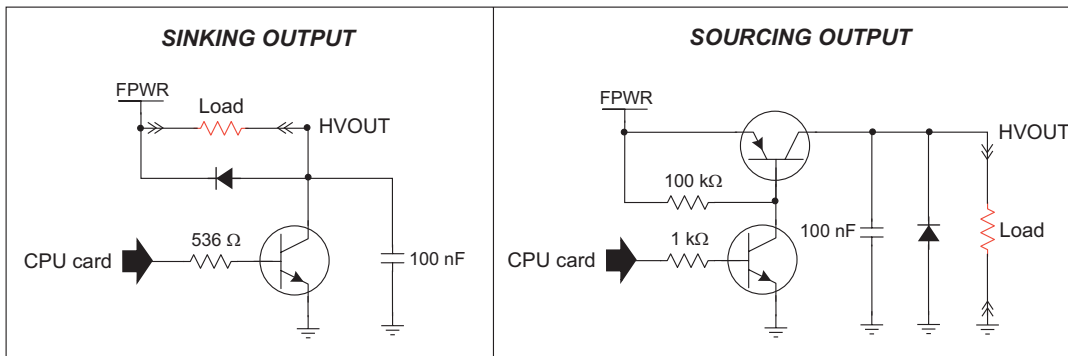 SINKING OUTPUT
FPWR
Load
HVOUT
536 Ω
CPU card
100 nF
SOURCING OUTPUT
FPWR
HVOUT
100 kΩ
100 nF
Load
1 kΩ
CPU card